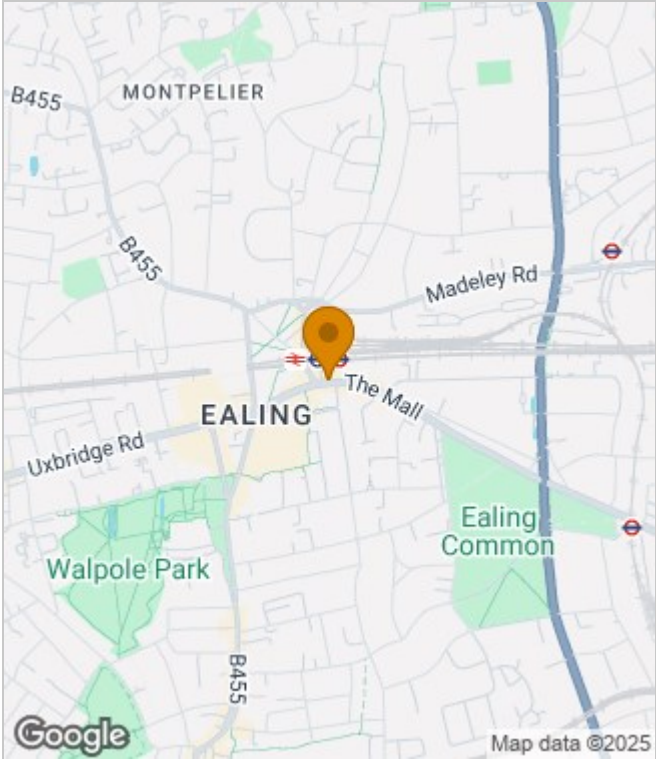 B455
MONTPELIER
B455
Madeley Rd
The Mall
EALING
Uxbridge Rd
Ealing
Common
Walpole Park
B455
Google
Map data ©2025